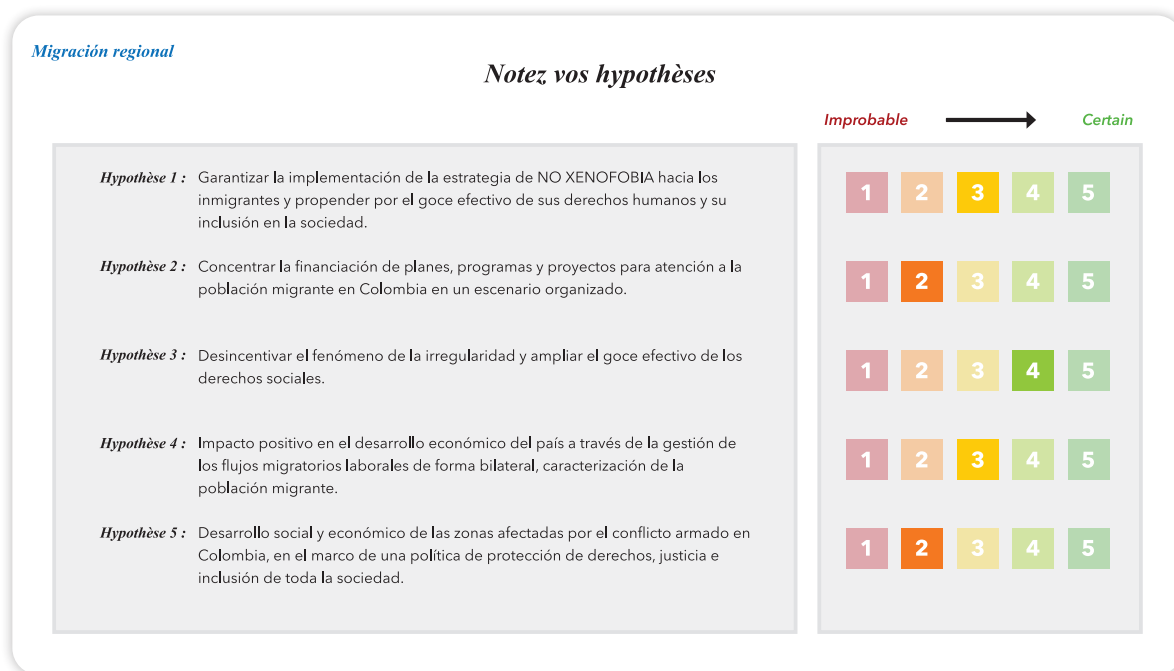 Migración regional
Notez vos hypothèses
Improbable Certain
Hypothèse 1 : Garantizar la implementación de la estrategia de NO XENOFOBIA hacia los
inmigrantes y propender por el goce efectivo de sus derechos humanos y su
inclusión en la sociedad.
1 2 3 4 5
Hypothèse 2 : Concentrar la financiación de planes, programas y proyectos para atención a la
población migrante en Colombia en un escenario organizado.
1 2 3 4 5
Hypothèse 3 : Desincentivar el fenómeno de la irregularidad y ampliar el goce efectivo de los
derechos sociales.
1 2 3 4 5
Hypothèse 4 : Impacto positivo en el desarrollo económico del país a través de la gestión de
los flujos migratorios laborales de forma bilateral, caracterización de la
población migrante.
1 2 3 4 5
Hypothèse 5 : Desarrollo social y económico de las zonas afectadas por el conflicto armado en
Colombia, en el marco de una política de protección de derechos, justicia e
inclusión de toda la sociedad.
1 2 3 4 5